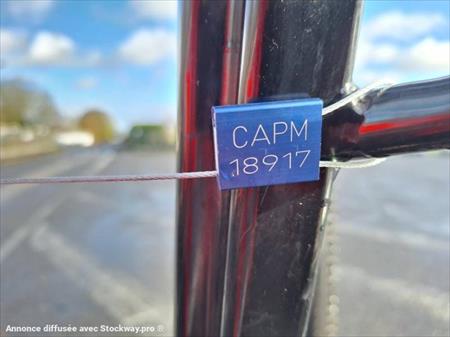 CAPM
18917
Annonce diffusée avec Stockway.pro ®